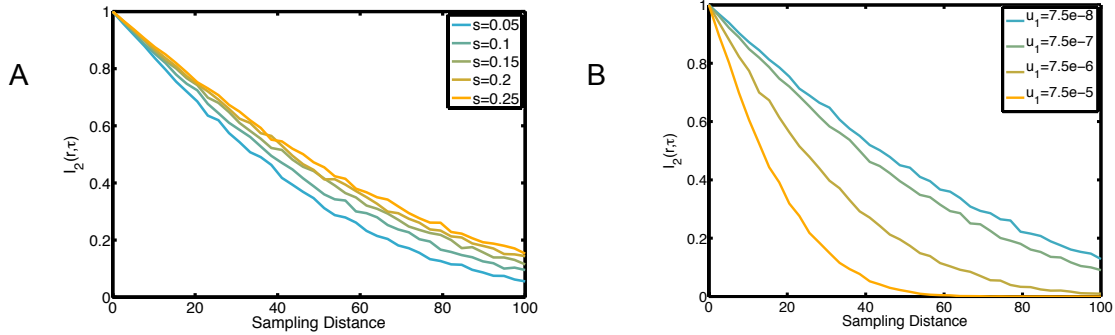 A
I₂(r,τ)
1
0.8
0.6
0.4
0.2
0
0 20 40 60 80 100
Sampling Distance
s=0.05
s=0.1
s=0.15
s=0.2
s=0.25
B
I₂(r,τ)
1
0.8
0.6
0.4
0.2
0
0 20 40 60 80 100
Sampling Distance
u₁=7.5e−8
u₁=7.5e−7
u₁=7.5e−6
u₁=7.5e−5